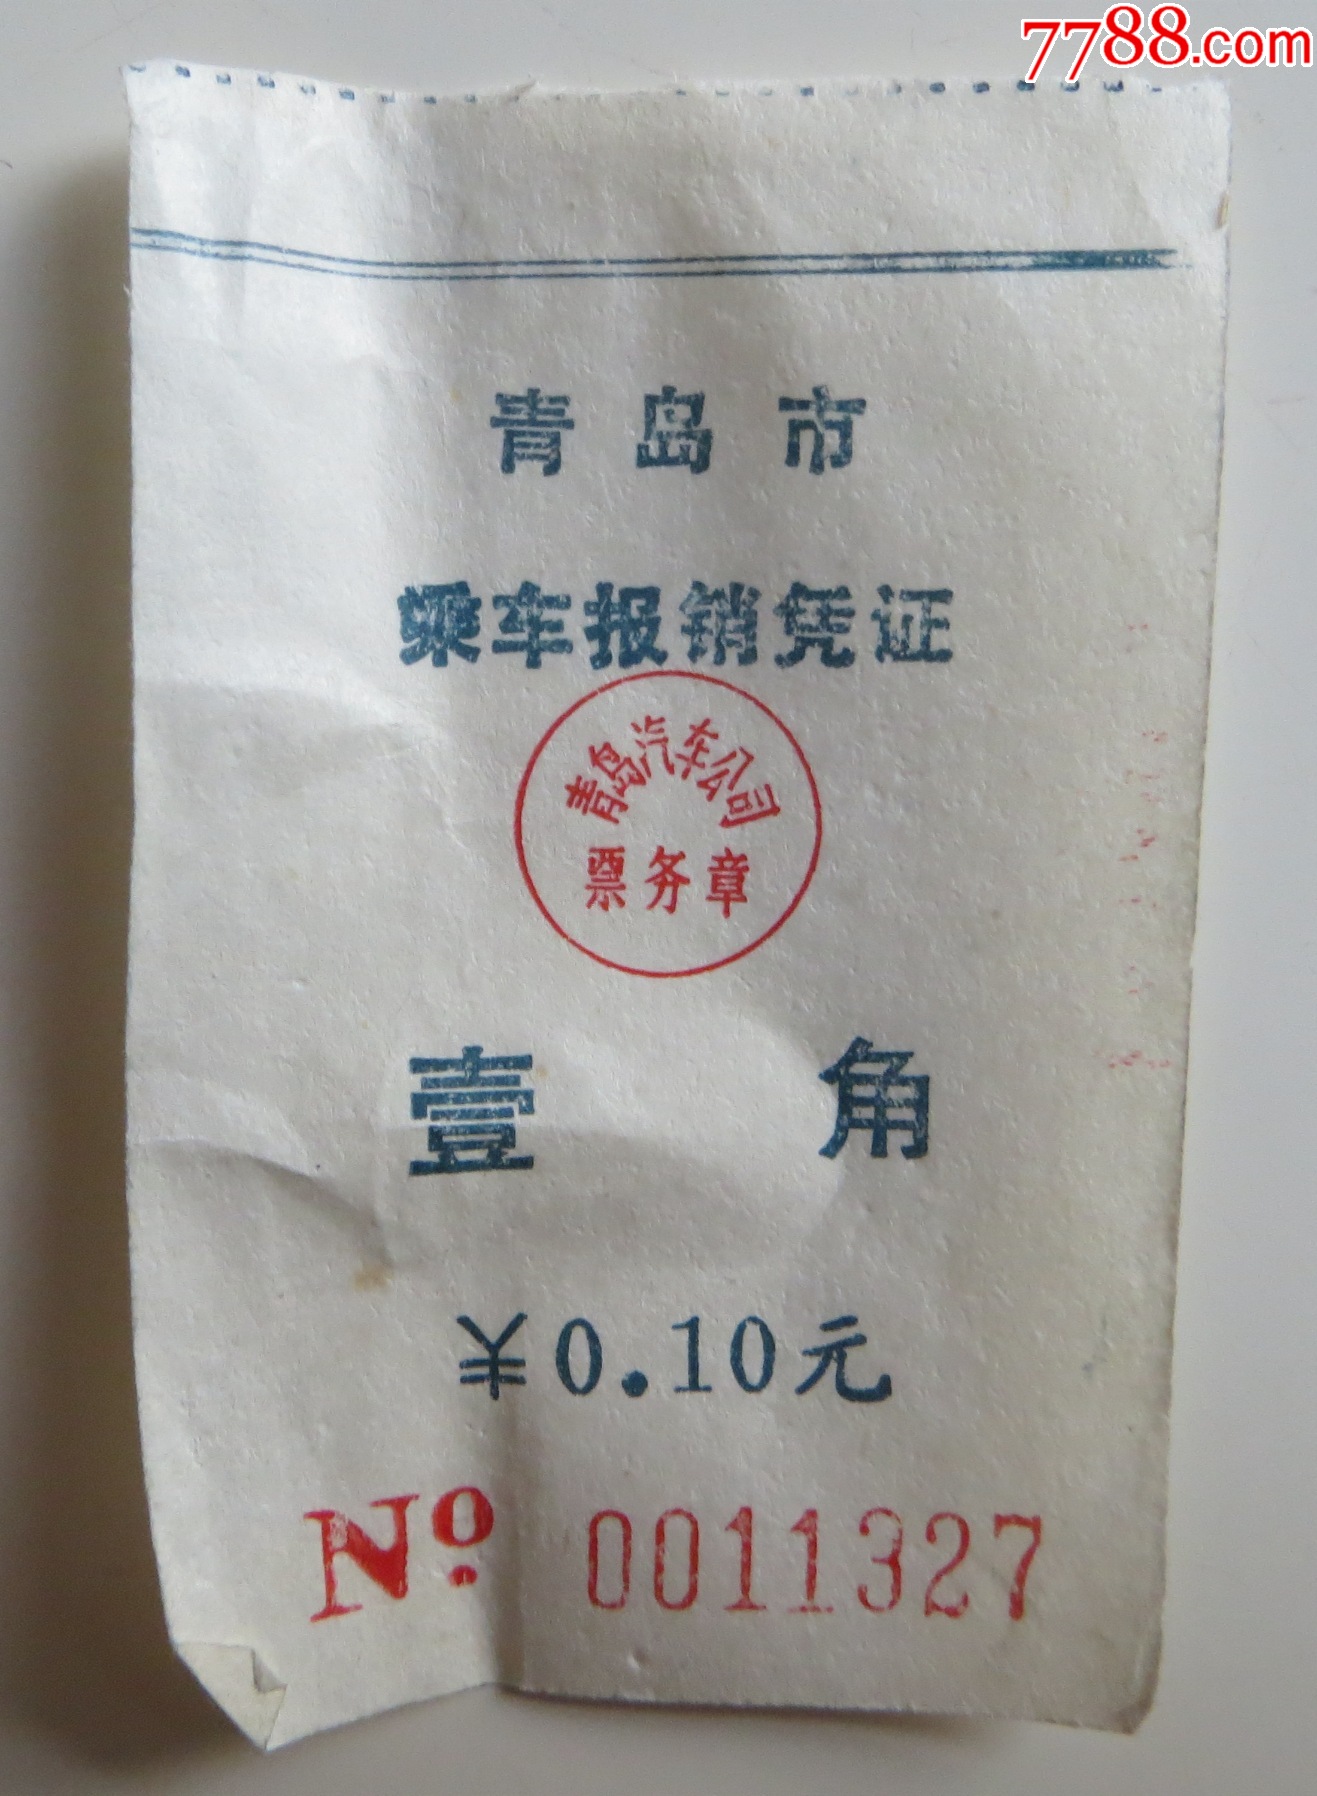 7788.com
青岛市
乘车报销凭证
青岛汽车公司
票务章
壹角
￥0.10元
Nº 0011327